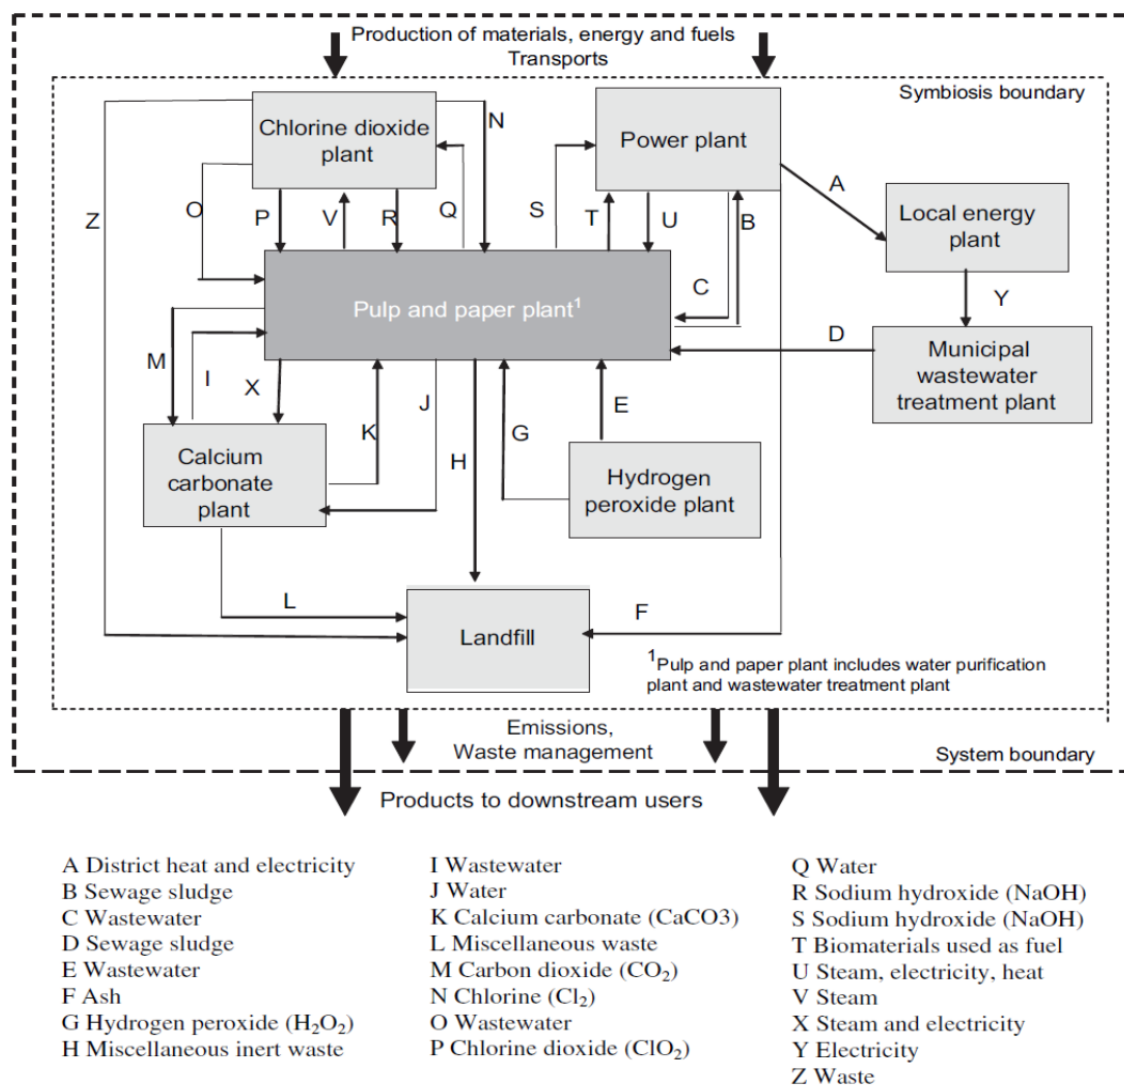 Production of materials, energy and fuels
Transports
Symbiosis boundary
Chlorine dioxide
plant
N
Power plant
A
Z
O
P
V
R
Q
S
T
U
B
Local energy
plant
C
Y
Pulp and paper plant1
D
Municipal
wastewater
treatment plant
M
I
X
K
J
H
G
E
Calcium
carbonate
plant
Hydrogen
peroxide plant
L
F
Landfill
1Pulp and paper plant includes water purification
plant and wastewater treatment plant
Emissions,
Waste management
System boundary
Products to downstream users
A District heat and electricity
B Sewage sludge
C Wastewater
D Sewage sludge
E Wastewater
F Ash
G Hydrogen peroxide (H2O2)
H Miscellaneous inert waste
I Wastewater
J Water
K Calcium carbonate (CaCO3)
L Miscellaneous waste
M Carbon dioxide (CO2)
N Chlorine (Cl2)
O Wastewater
P Chlorine dioxide (ClO2)
Q Water
R Sodium hydroxide (NaOH)
S Sodium hydroxide (NaOH)
T Biomaterials used as fuel
U Steam, electricity, heat
V Steam
X Steam and electricity
Y Electricity
Z Waste